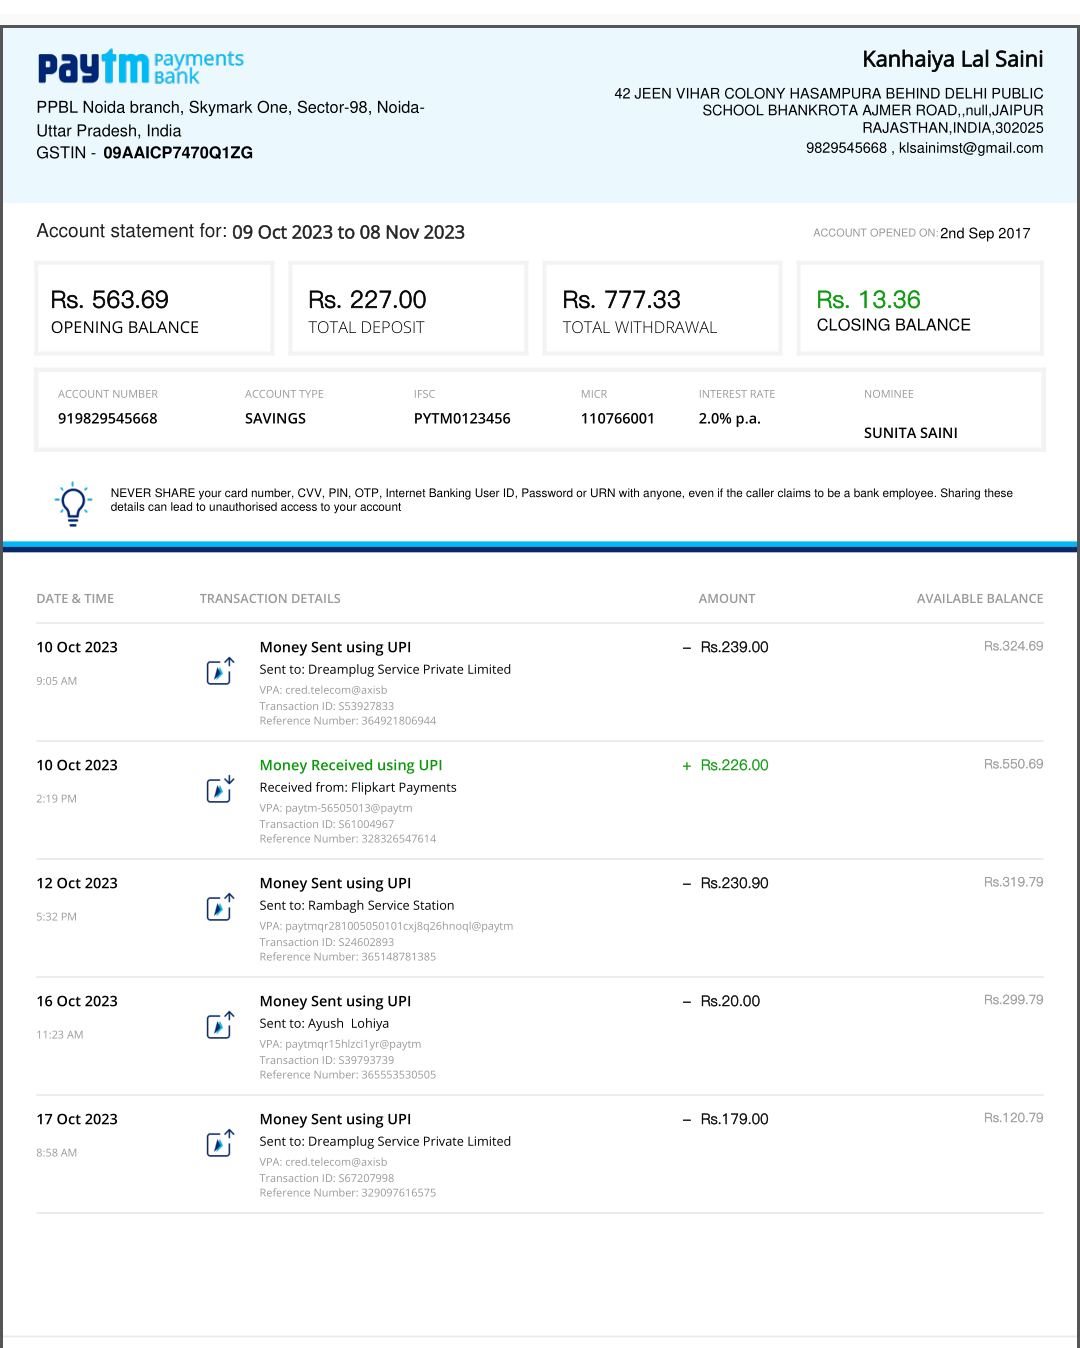 paytm Payments Bank
PPBL Noida branch, Skymark One, Sector-98, Noida-
Uttar Pradesh, India
GSTIN - 09AAICP7470Q1ZG
Kanhaiya Lal Saini
42 JEEN VIHAR COLONY HASAMPURA BEHIND DELHI PUBLIC
SCHOOL BHANKROTA AJMER ROAD,,null,JAIPUR
RAJASTHAN,INDIA,302025
9829545668 , klsainimst@gmail.com
Account statement for: 09 Oct 2023 to 08 Nov 2023
ACCOUNT OPENED ON: 2nd Sep 2017
Rs. 563.69
OPENING BALANCE
Rs. 227.00
TOTAL DEPOSIT
Rs. 777.33
TOTAL WITHDRAWAL
Rs. 13.36
CLOSING BALANCE
ACCOUNT NUMBER
919829545668
ACCOUNT TYPE
SAVINGS
IFSC
PYTM0123456
MICR
110766001
INTEREST RATE
2.0% p.a.
NOMINEE
SUNITA SAINI
NEVER SHARE your card number, CVV, PIN, OTP, Internet Banking User ID, Password or URN with anyone, even if the caller claims to be a bank employee. Sharing these
details can lead to unauthorised access to your account
DATE & TIME TRANSACTION DETAILS AMOUNT AVAILABLE BALANCE
10 Oct 2023 Money Sent using UPI – Rs.239.00 Rs.324.69
Sent to: Dreamplug Service Private Limited
9:05 AM
VPA: cred.telecom@axisb
Transaction ID: S53927833
Reference Number: 364921806944
10 Oct 2023 Money Received using UPI + Rs.226.00 Rs.550.69
Received from: Flipkart Payments
2:19 PM
VPA: paytm-56505013@paytm
Transaction ID: S61004967
Reference Number: 328326547614
12 Oct 2023 Money Sent using UPI – Rs.230.90 Rs.319.79
Sent to: Rambagh Service Station
5:32 PM
VPA: paytmqr281005050101cxj8q26hnoql@paytm
Transaction ID: S24602893
Reference Number: 365148781385
16 Oct 2023 Money Sent using UPI – Rs.20.00 Rs.299.79
Sent to: Ayush  Lohiya
11:23 AM
VPA: paytmqr15hlzci1yr@paytm
Transaction ID: S39793739
Reference Number: 365553530505
17 Oct 2023 Money Sent using UPI – Rs.179.00 Rs.120.79
Sent to: Dreamplug Service Private Limited
8:58 AM
VPA: cred.telecom@axisb
Transaction ID: S67207998
Reference Number: 329097616575